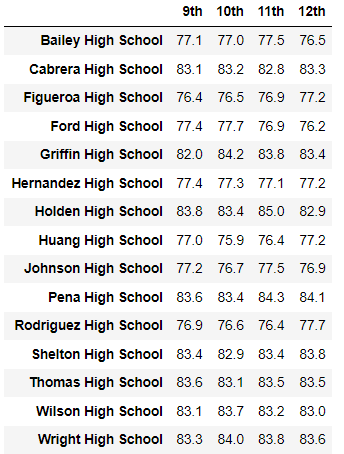 9th 10th 11th 12th
Bailey High School 77.1 77.0 77.5 76.5
Cabrera High School 83.1 83.2 82.8 83.3
Figueroa High School 76.4 76.5 76.9 77.2
Ford High School 77.4 77.7 76.9 76.2
Griffin High School 82.0 84.2 83.8 83.4
Hernandez High School 77.4 77.3 77.1 77.2
Holden High School 83.8 83.4 85.0 82.9
Huang High School 77.0 75.9 76.4 77.2
Johnson High School 77.2 76.7 77.5 76.9
Pena High School 83.6 83.4 84.3 84.1
Rodriguez High School 76.9 76.6 76.4 77.7
Shelton High School 83.4 82.9 83.4 83.8
Thomas High School 83.6 83.1 83.5 83.5
Wilson High School 83.1 83.7 83.2 83.0
Wright High School 83.3 84.0 83.8 83.6